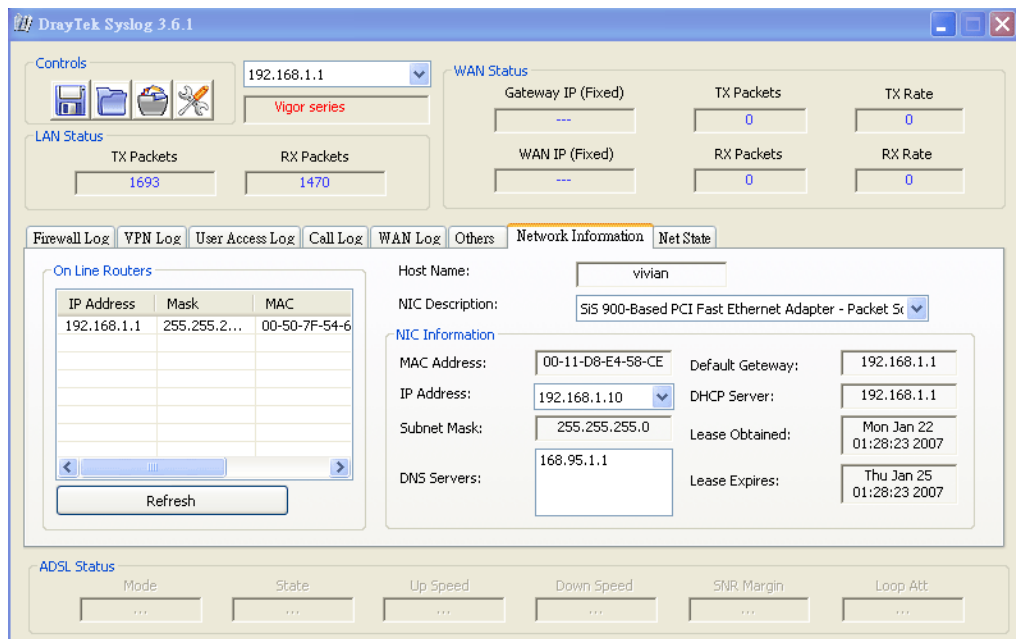 DrayTek Syslog 3.6.1
Controls
192.168.1.1
Vigor series
WAN Status
Gateway IP (Fixed)
TX Packets
TX Rate
---
0
0
WAN IP (Fixed)
RX Packets
RX Rate
---
0
0
LAN Status
TX Packets
RX Packets
1693
1470
Firewall Log
VPN Log
User Access Log
Call Log
WAN Log
Others
Network Information
Net State
On Line Routers
IP Address
Mask
MAC
192.168.1.1
255.255.2...
00-50-7F-54-6
Refresh
Host Name:
vivian
NIC Description:
SiS 900-Based PCI Fast Ethernet Adapter - Packet Sc
NIC Information
MAC Address:
00-11-D8-E4-58-CE
IP Address:
192.168.1.10
Subnet Mask:
255.255.255.0
DNS Servers:
168.95.1.1
Default Geteway:
192.168.1.1
DHCP Server:
192.168.1.1
Lease Obtained:
Mon Jan 22
01:28:23 2007
Lease Expires:
Thu Jan 25
01:28:23 2007
ADSL Status
Mode
State
Up Speed
Down Speed
SNR Margin
Loop Att
...
...
...
...
...
...